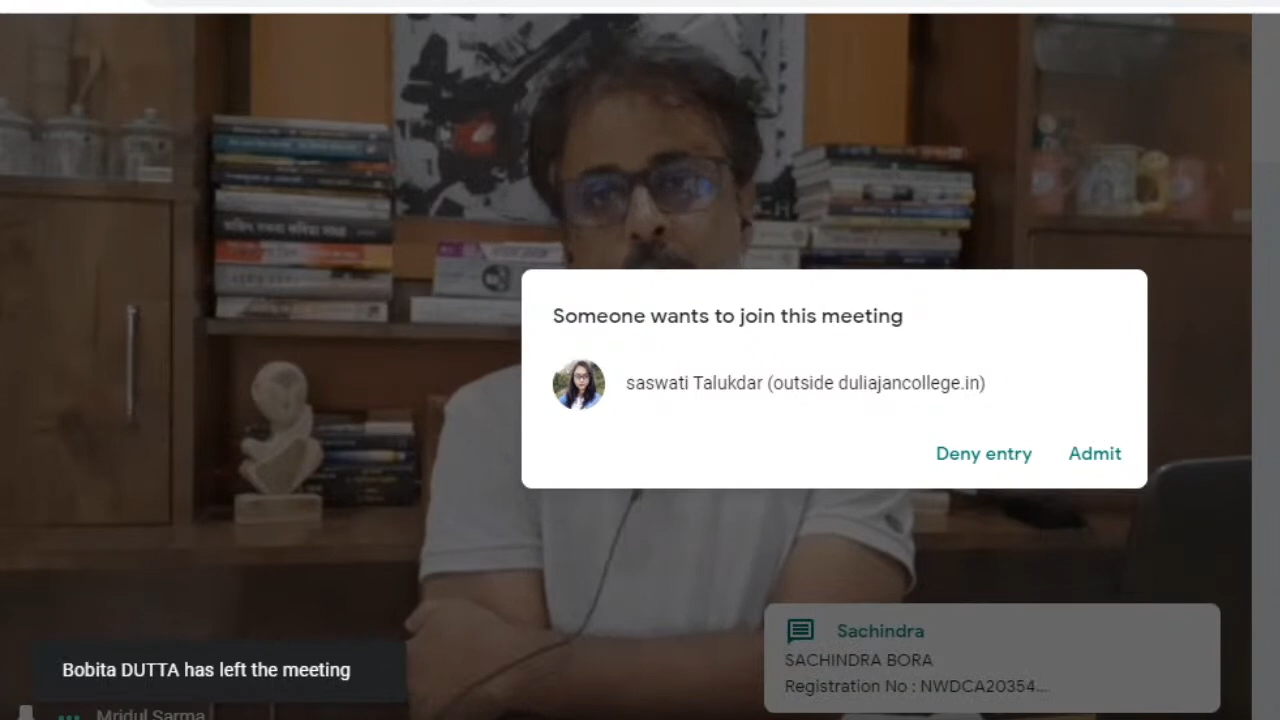 Someone wants to join this meeting
saswati Talukdar (outside duliajancollege.in)
Deny entry
Admit
Sachindra
SACHINDRA BORA
Registration No : NWDCA20354...
Bobita DUTTA has left the meeting
Mridul Sarma